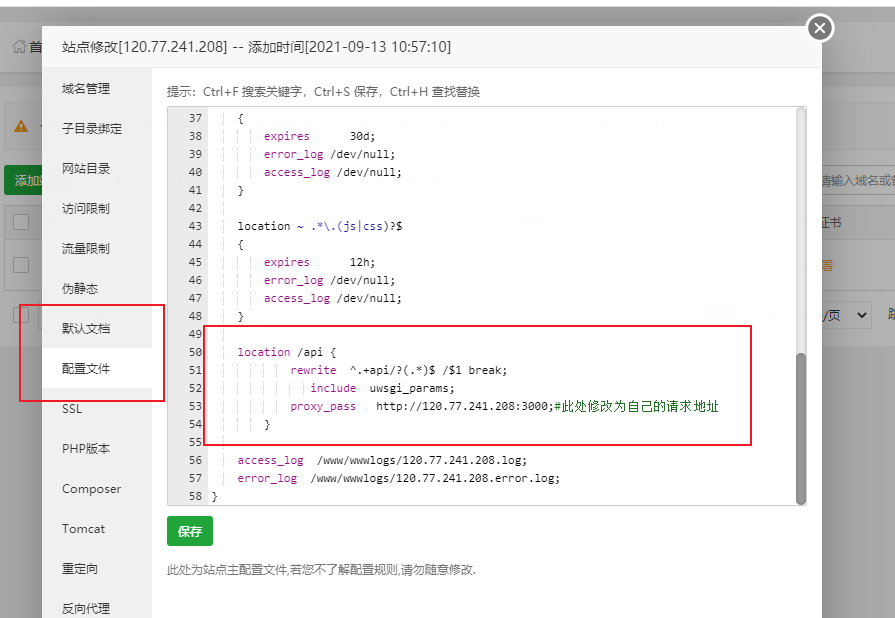 首
站点修改[120.77.241.208] -- 添加时间[2021-09-13 10:57:10]
域名管理
子目录绑定
网站目录
访问限制
流量限制
伪静态
默认文档
配置文件
SSL
PHP版本
Composer
Tomcat
重定向
反向代理
添加
请输入域名或
证书
/页
提示：Ctrl+F 搜索关键字，Ctrl+S 保存，Ctrl+H 查找替换
37 {
38 expires 30d;
39 error_log /dev/null;
40 access_log /dev/null;
41 }
42
43 location ~ .*\.(js|css)?$
44 {
45 expires 12h;
46 error_log /dev/null;
47 access_log /dev/null;
48 }
49
50 location /api {
51 rewrite ^.+api/?(.*)$ /$1 break;
52 include uwsgi_params;
53 proxy_pass http://120.77.241.208:3000;#此处修改为自己的请求地址
54 }
55
56 access_log /www/wwwlogs/120.77.241.208.log;
57 error_log /www/wwwlogs/120.77.241.208.error.log;
58 }
保存
此处为站点主配置文件,若您不了解配置规则,请勿随意修改.